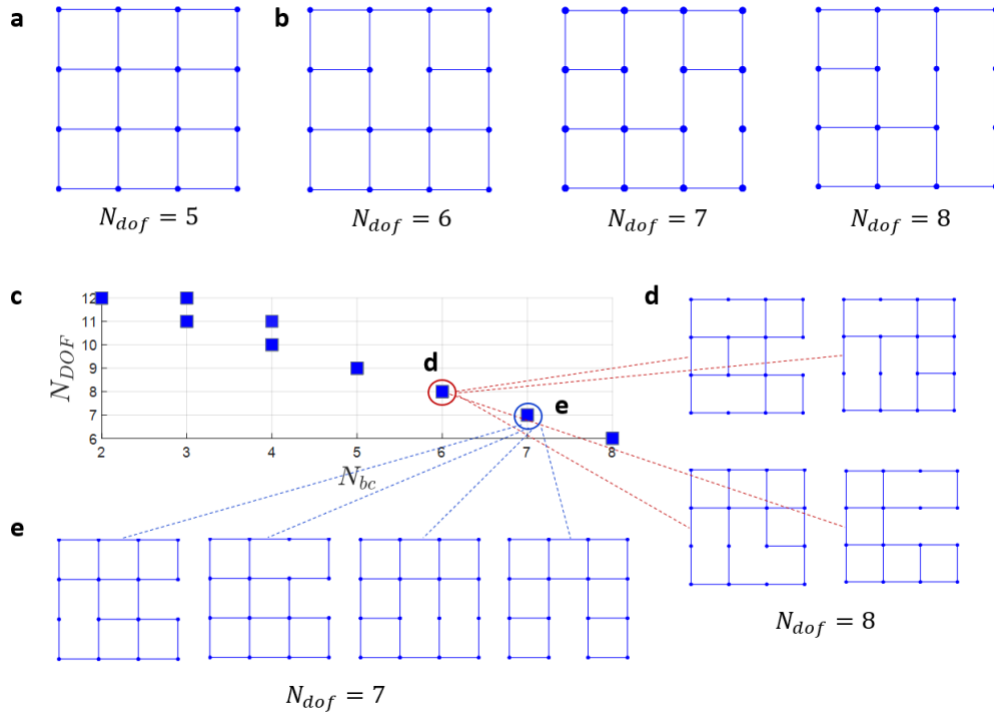 a
b
N_dof = 5
N_dof = 6
N_dof = 7
N_dof = 8
c
d
12
11
10
9
8
7
6
N_DOF
d
e
2
3
4
5
6
7
8
N_bc
e
N_dof = 8
N_dof = 7